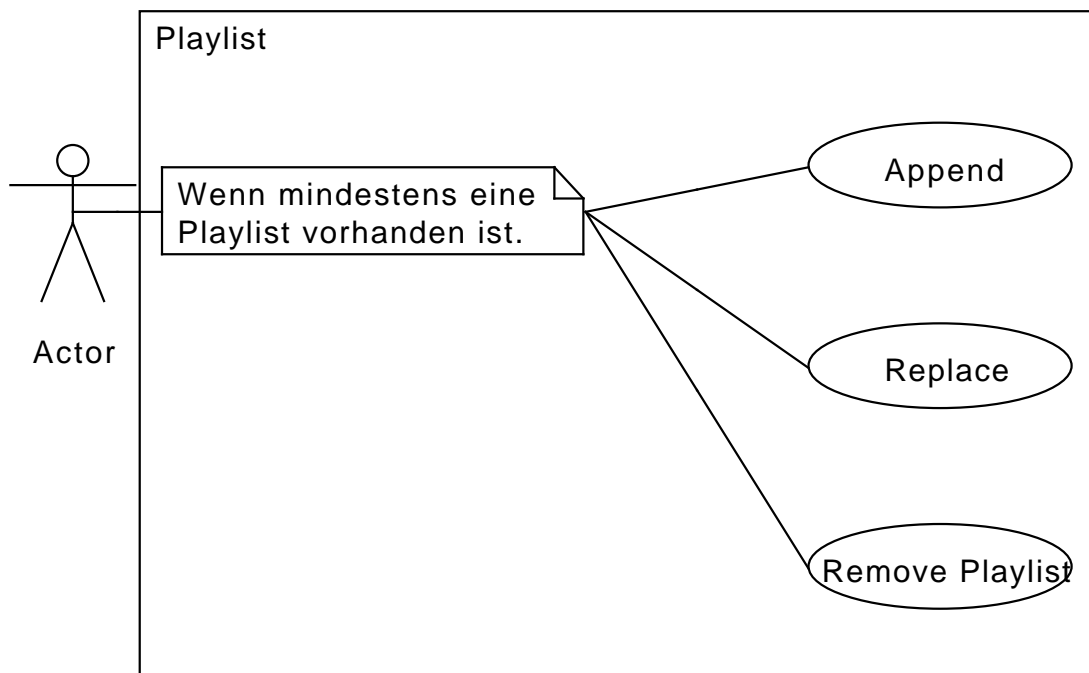 Playlist
Wenn mindestens eine
Playlist vorhanden ist.
Append
Actor
Replace
Remove Playlist